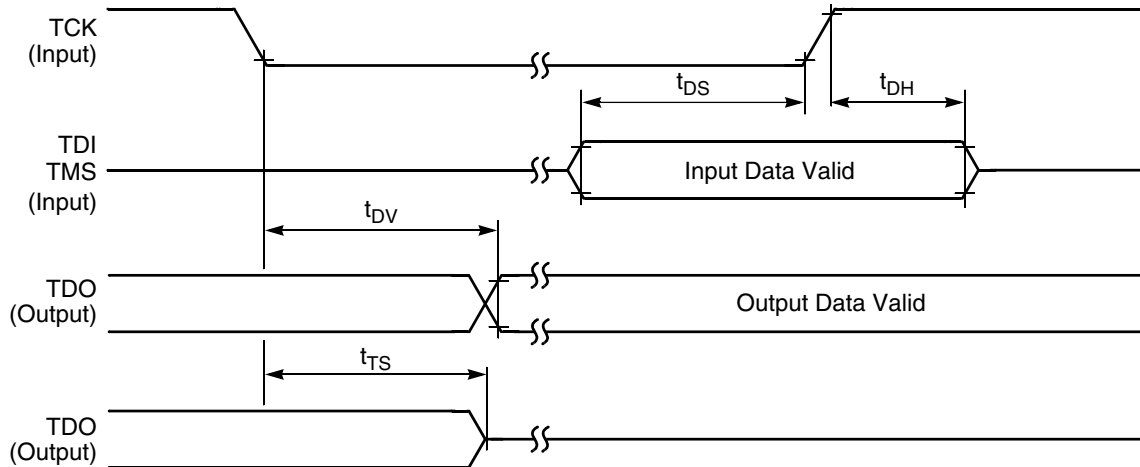 TCK
(Input)
tDS
tDH
TDI
TMS
(Input)
Input Data Valid
tDV
TDO
(Output)
Output Data Valid
tTS
TDO
(Output)